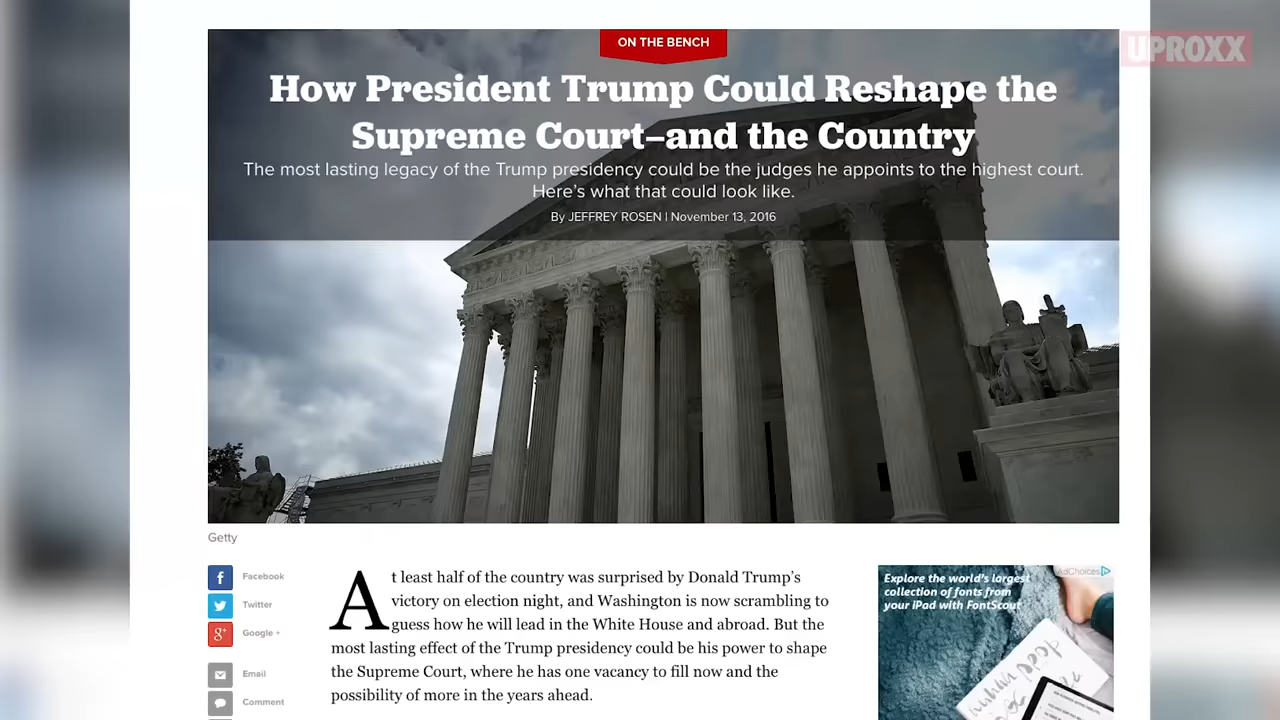 UPROXX
ON THE BENCH
How President Trump Could Reshape the
Supreme Court–and the Country
The most lasting legacy of the Trump presidency could be the judges he appoints to the highest court.
Here's what that could look like.
By JEFFREY ROSEN | November 13, 2016
Getty
Facebook
Twitter
Google +
Email
Comment
At least half of the country was surprised by Donald Trump's
victory on election night, and Washington is now scrambling to
guess how he will lead in the White House and abroad. But the
most lasting effect of the Trump presidency could be his power to shape
the Supreme Court, where he has one vacancy to fill now and the
possibility of more in the years ahead.
AdChoices
Explore the world's largest
collection of fonts from
your iPad with FontScout